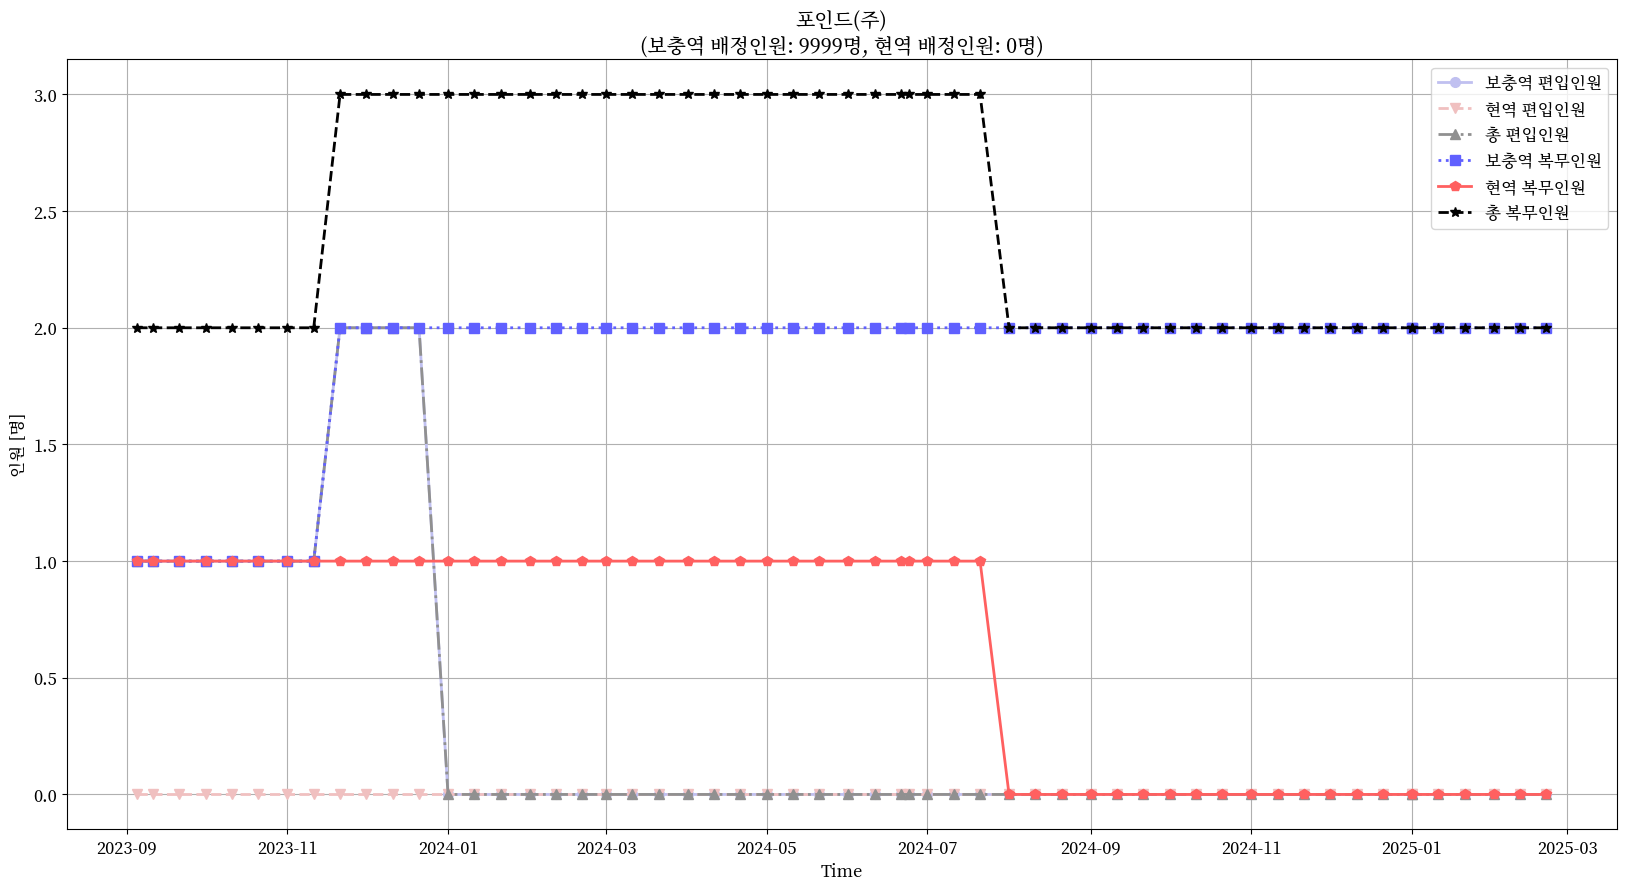 포인드(주)
(보충역 배정인원: 9999명, 현역 배정인원: 0명)
보충역 편입인원
현역 편입인원
총 편입인원
보충역 복무인원
현역 복무인원
총 복무인원
인원 [명]
3.0
2.5
2.0
1.5
1.0
0.5
0.0
2023-09 2023-11 2024-01 2024-03 2024-05 2024-07 2024-09 2024-11 2025-01 2025-03
Time